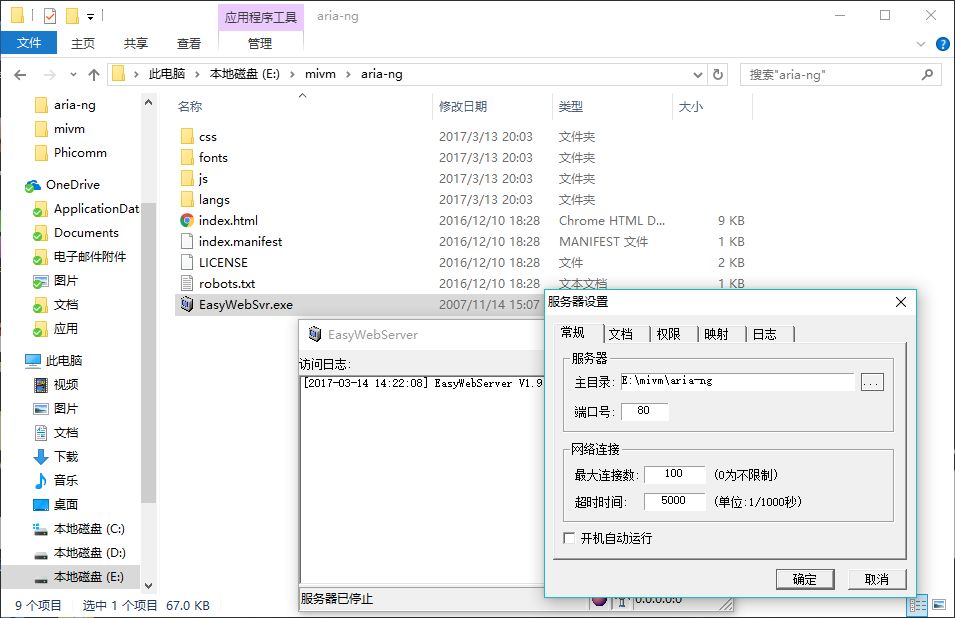 应用程序工具 aria-ng
文件 主页 共享 查看 管理
此电脑 本地磁盘 (E:) mivm aria-ng 搜索"aria-ng"
aria-ng
mivm
Phicomm
OneDrive
ApplicationDat
Documents
电子邮件附件
图片
文档
应用
此电脑
视频
图片
文档
下载
音乐
桌面
本地磁盘 (C:)
本地磁盘 (D:)
本地磁盘 (E:)
名称 修改日期 类型 大小
css 2017/3/13 20:03 文件夹
fonts 2017/3/13 20:03 文件夹
js 2017/3/13 20:03 文件夹
langs 2017/3/13 20:03 文件夹
index.html 2016/12/10 18:28 Chrome HTML D... 9 KB
index.manifest 2016/12/10 18:28 MANIFEST 文件 1 KB
LICENSE 2016/12/10 18:28 文件 2 KB
robots.txt 2016/12/10 18:28 文本文档 1 KB
EasyWebSvr.exe 2007/11/14 15:07
EasyWebServer
访问日志:
[2017-03-14 14:22:08] EasyWebServer V1.9
服务器已停止 0.0.0.0:0
服务器设置
常规 文档 权限 映射 日志
服务器
主目录: E:\mivm\aria-ng ...
端口号: 80
网络连接
最大连接数: 100 (0为不限制)
超时时间: 5000 (单位:1/1000秒)
开机自动运行
确定 取消
9 个项目 选中 1 个项目 67.0 KB